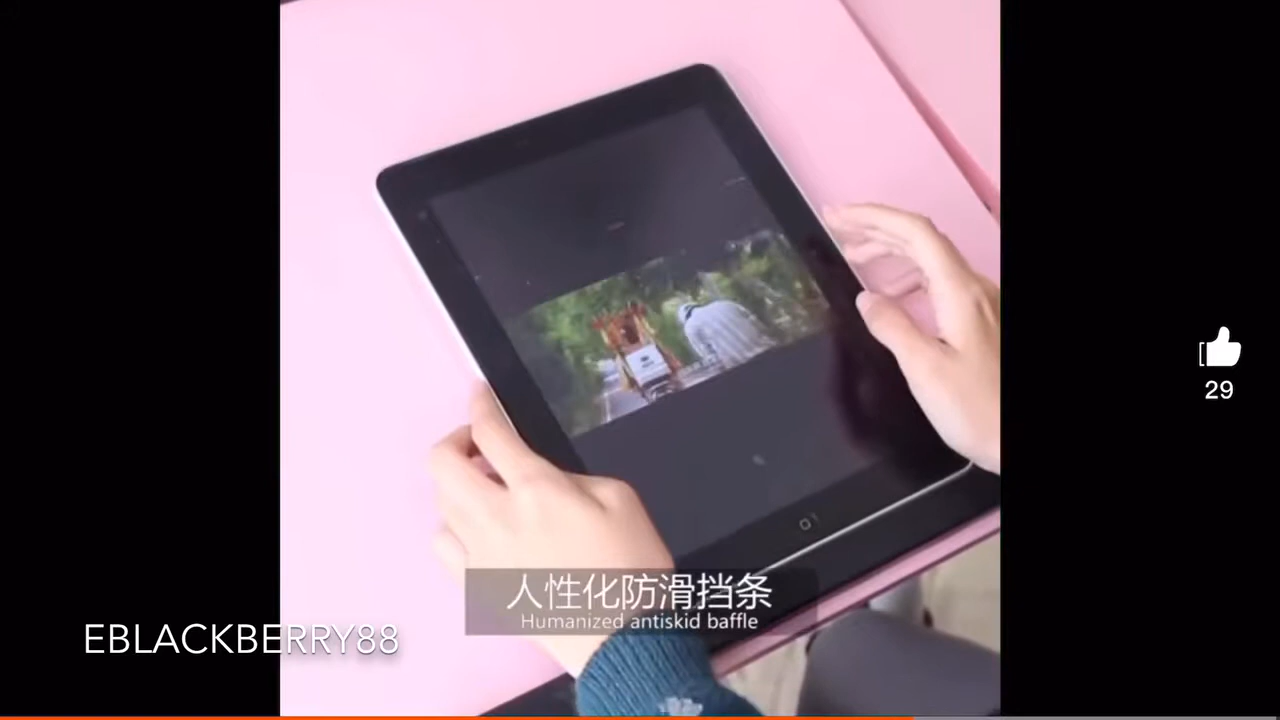 人性化防滑挡条
Humanized antiskid baffle
EBLACKBERRY88
29